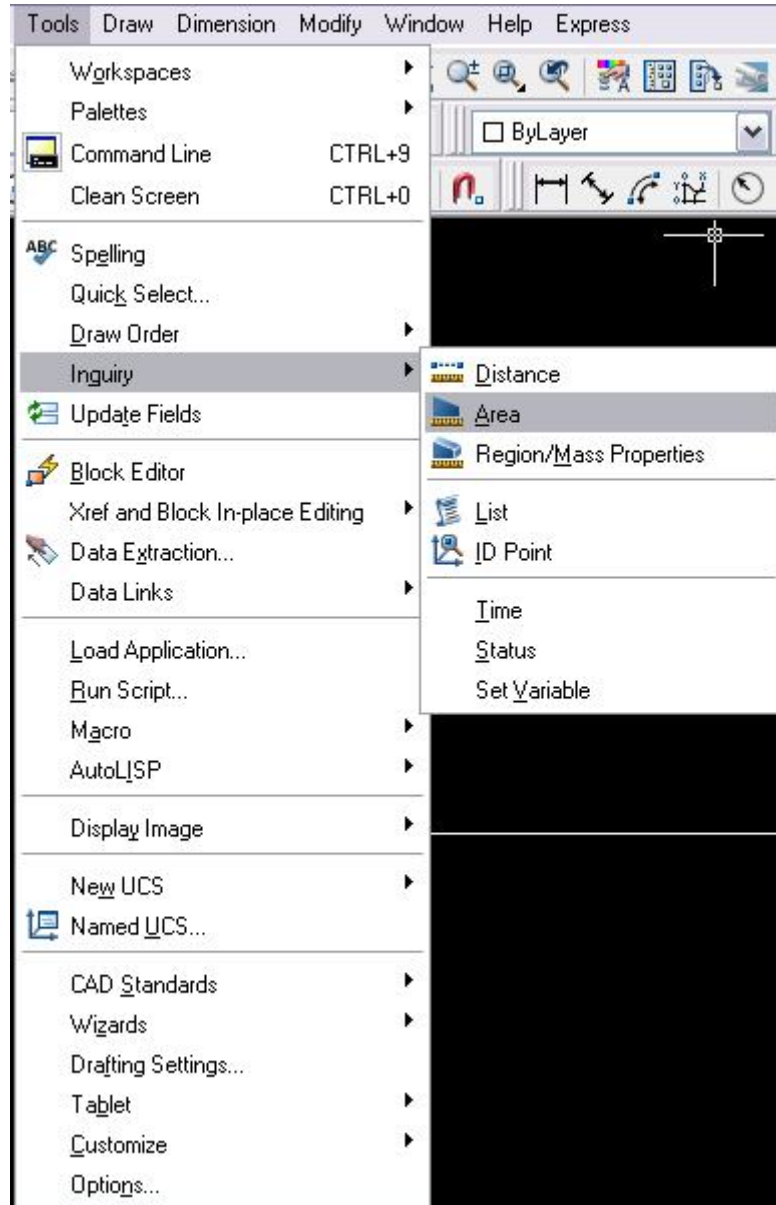 Tools Draw Dimension Modify Window Help Express
Workspaces
Palettes
ByLayer
Command Line CTRL+9
Clean Screen CTRL+0
ABC Spelling
Quick Select...
Draw Order
Inquiry
Update Fields
Block Editor
Xref and Block In-place Editing
Data Extraction...
Data Links
Load Application...
Run Script...
Macro
AutoLISP
Display Image
New UCS
Named UCS...
CAD Standards
Wizards
Drafting Settings...
Tablet
Customize
Options...
Distance
Area
Region/Mass Properties
List
ID Point
Time
Status
Set Variable